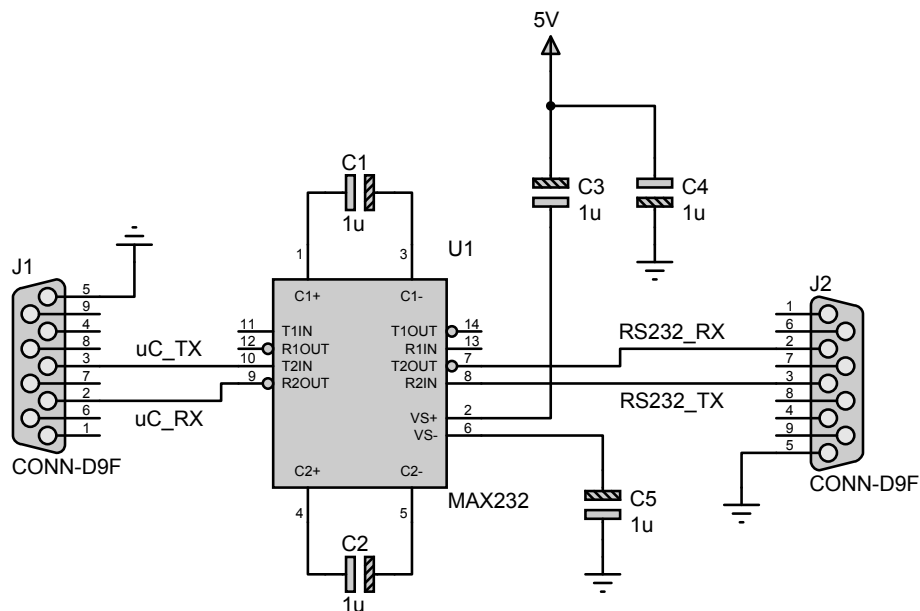 5V
C1
1u
C3
1u
C4
1u
U1
1
3
J1
5
9
4
8
3
7
2
6
1
CONN-D9F
uC_TX
uC_RX
11
12
10
9
C1+
C1-
T1IN
R1OUT
T2IN
R2OUT
T1OUT
R1IN
T2OUT
R2IN
VS+
VS-
C2+
C2-
14
13
7
8
2
6
MAX232
4
5
C2
1u
C5
1u
RS232_RX
RS232_TX
J2
1
6
2
7
3
8
4
9
5
CONN-D9F